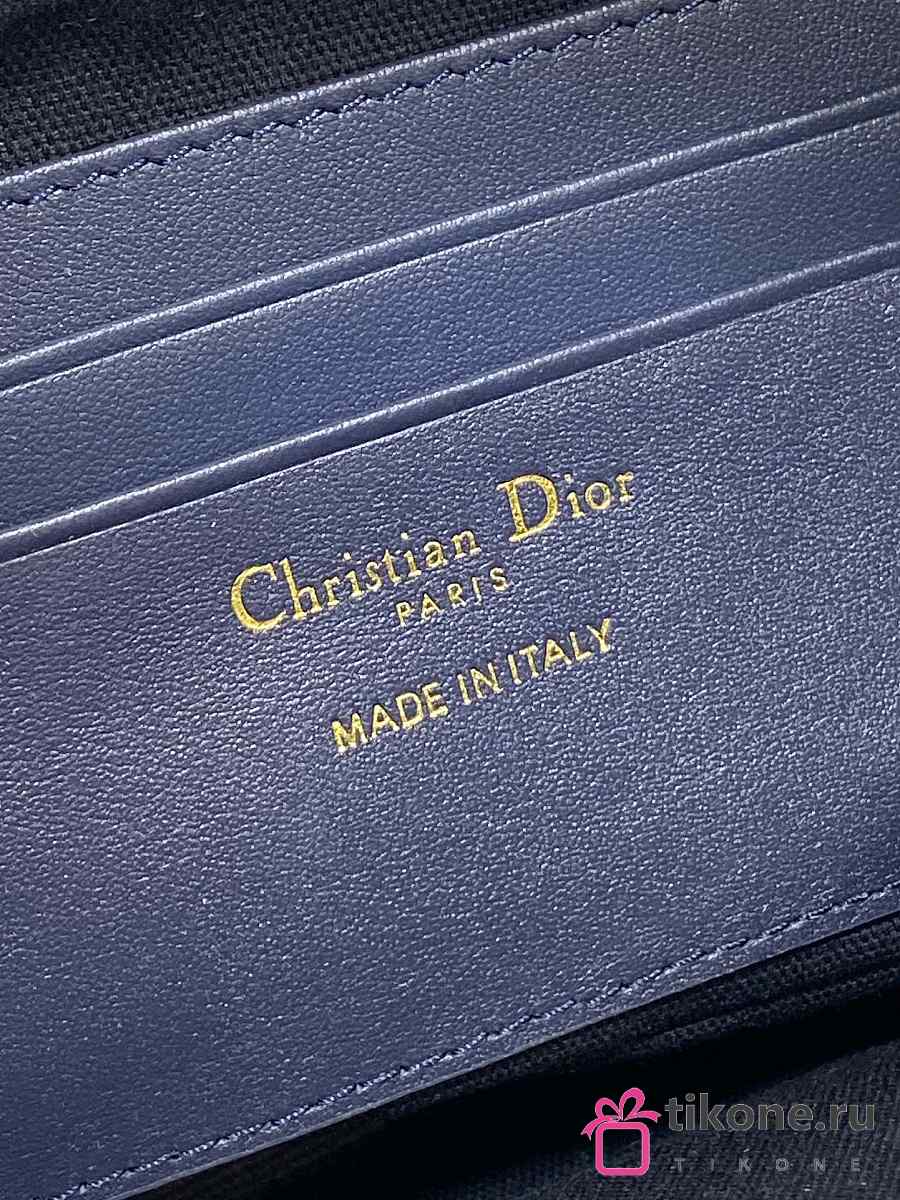 Christian Dior
PARIS
MADE IN ITALY
tikone.ru
TIKONE